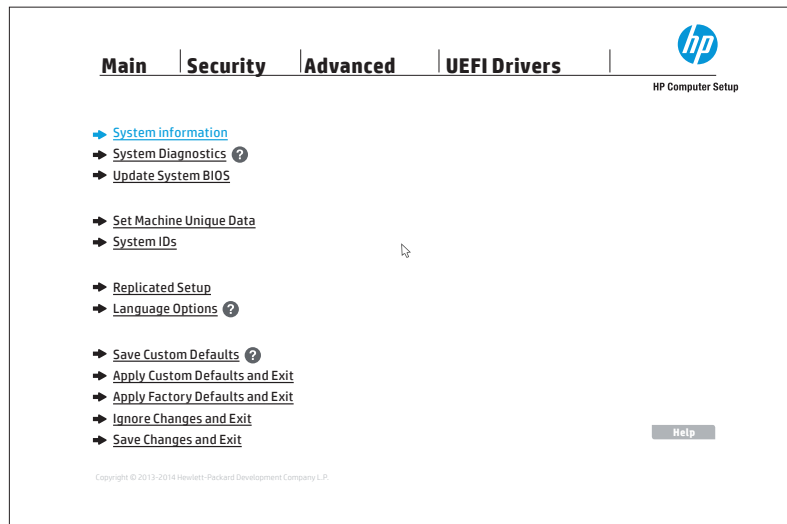 hp
Main Security Advanced UEFI Drivers
HP Computer Setup
System information
System Diagnostics ?
Update System BIOS
Set Machine Unique Data
System IDs
Replicated Setup
Language Options ?
Save Custom Defaults ?
Apply Custom Defaults and Exit
Apply Factory Defaults and Exit
Ignore Changes and Exit
Save Changes and Exit
Help
Copyright © 2013-2014 Hewlett-Packard Development Company L.P.